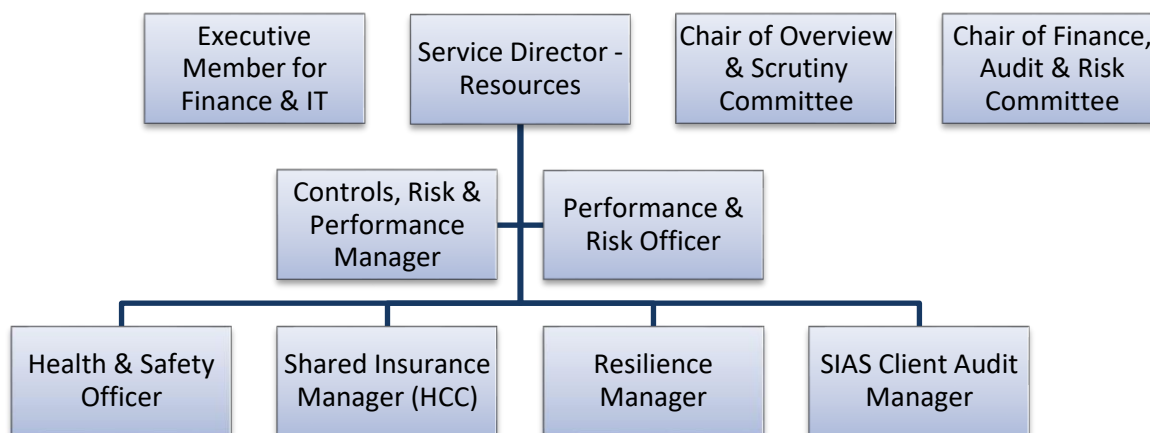 Executive
Member for
Finance & IT
Service Director -
Resources
Chair of Overview
& Scrutiny
Committee
Chair of Finance,
Audit & Risk
Committee
Controls, Risk &
Performance
Manager
Performance &
Risk Officer
Health & Safety
Officer
Shared Insurance
Manager (HCC)
Resilience
Manager
SIAS Client Audit
Manager